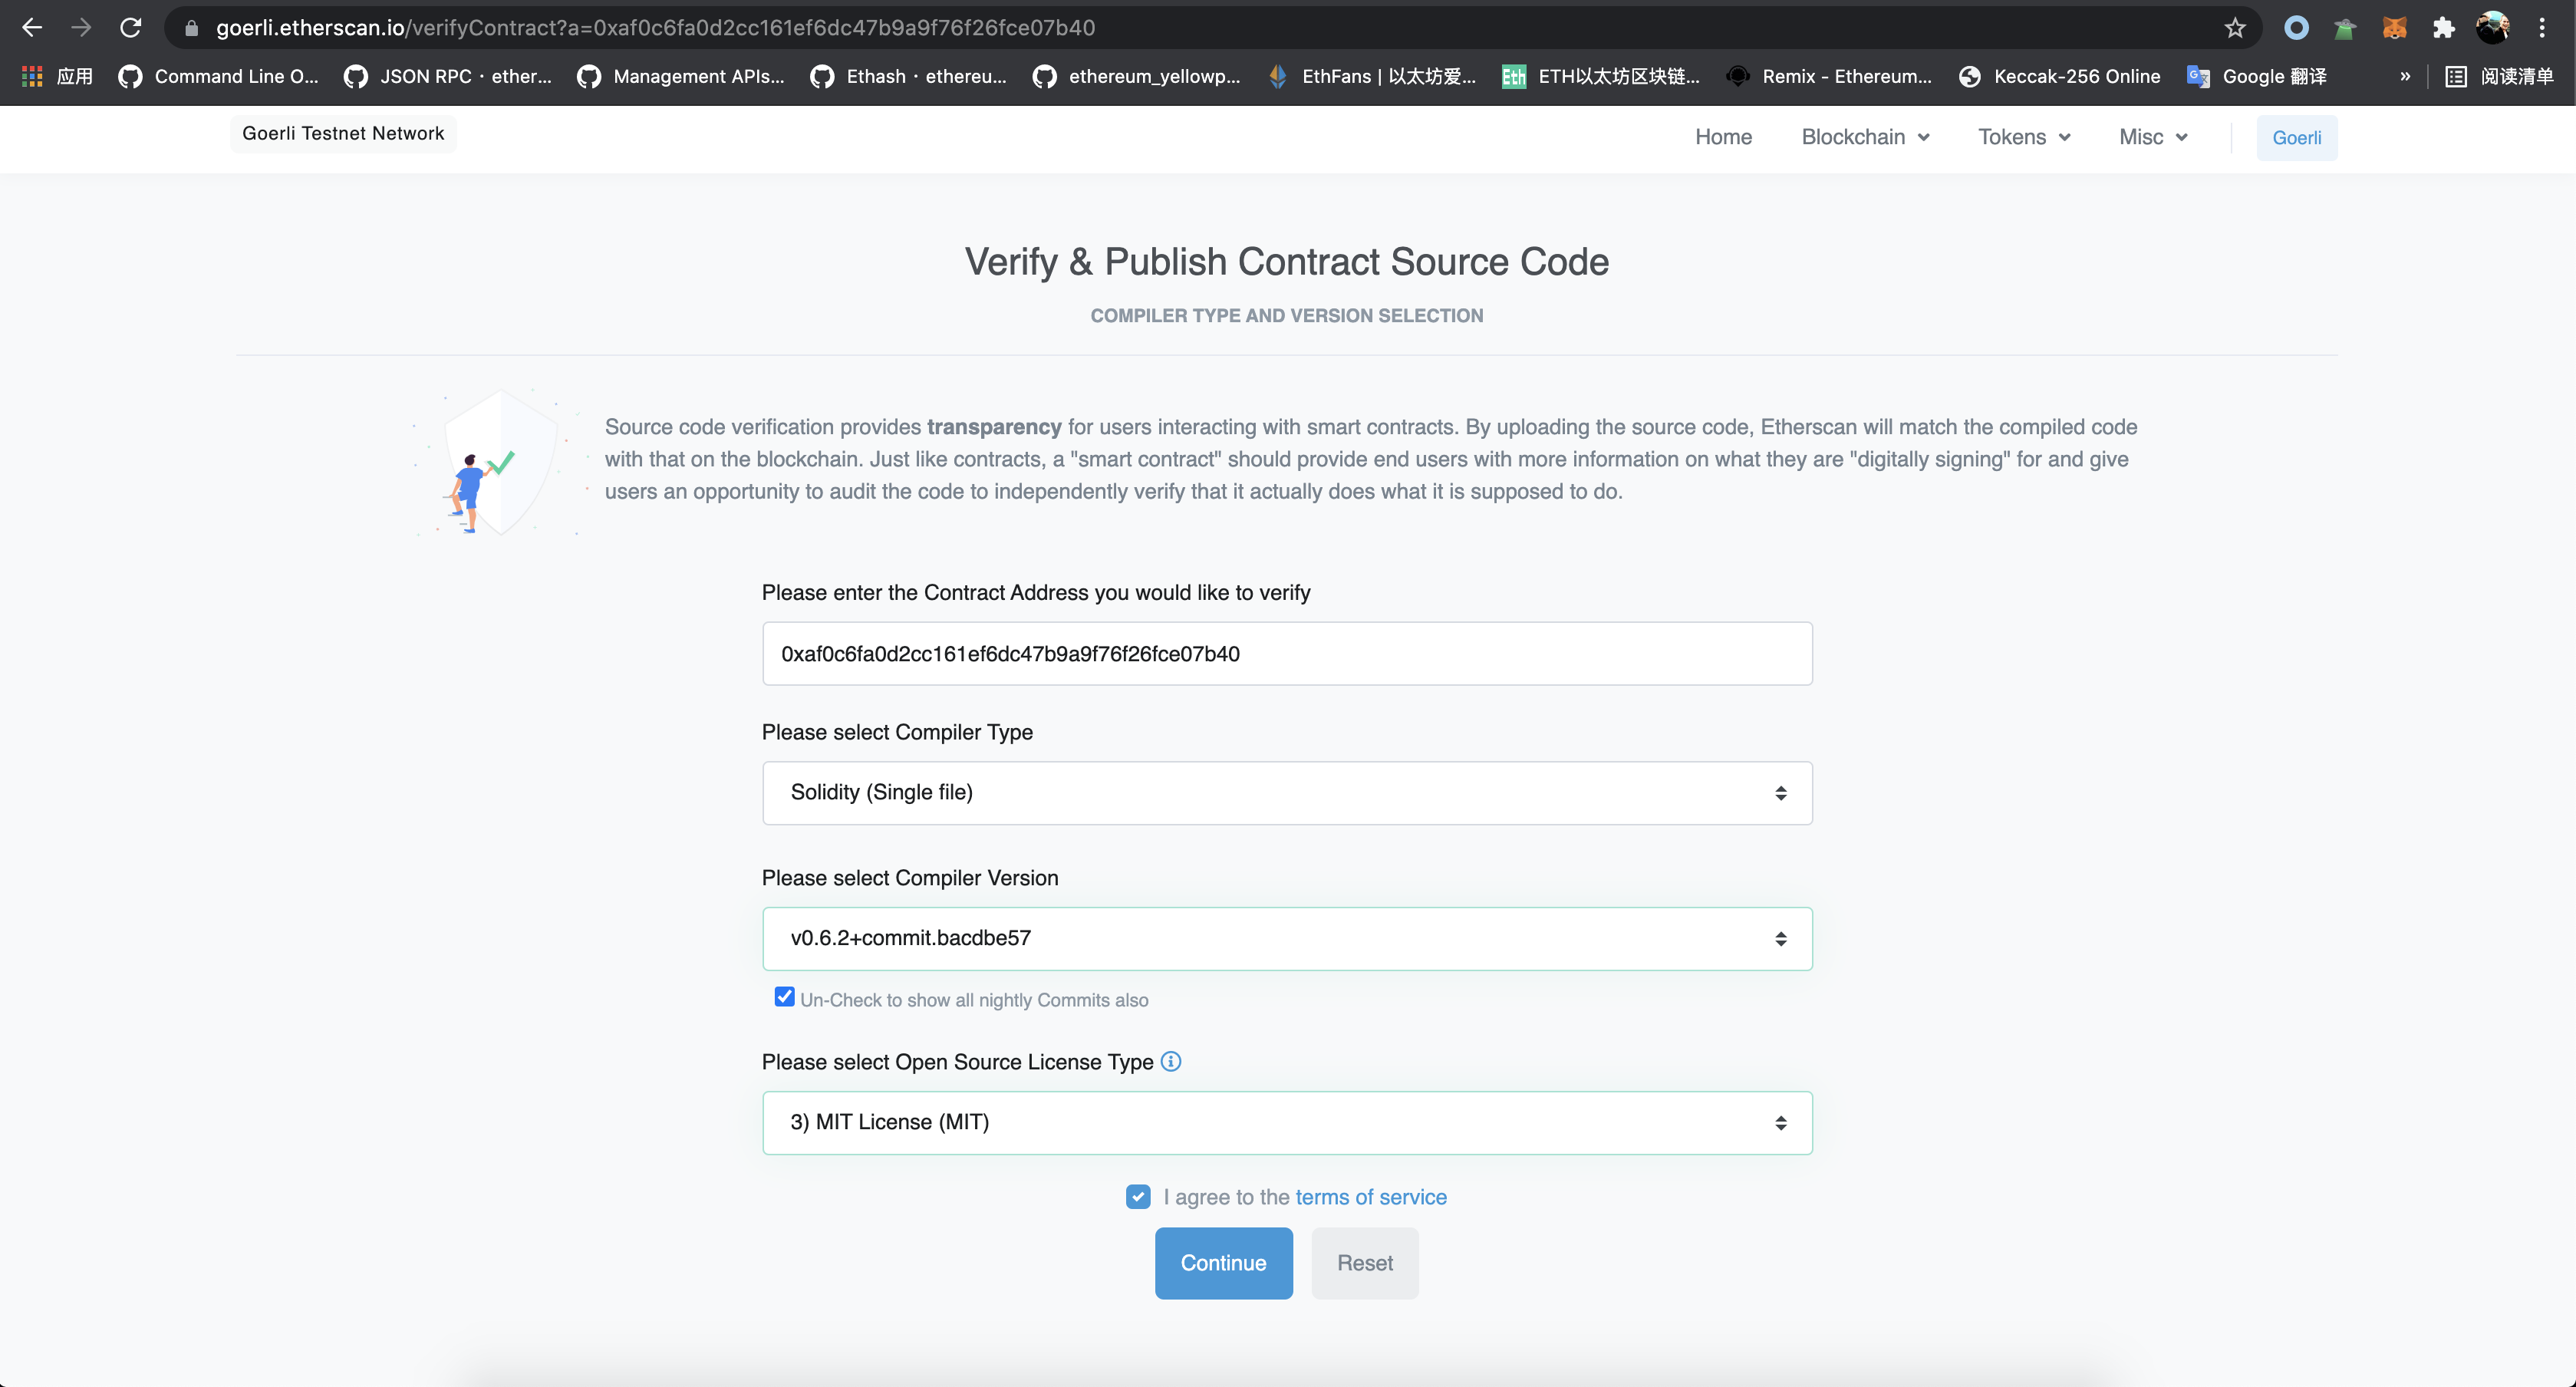 goerli.etherscan.io/verifyContract?a=0xaf0c6fa0d2cc161ef6dc47b9a9f76f26fce07b40
应用 Command Line O... JSON RPC · ether... Management APIs... Ethash · ethereu... ethereum_yellowp... EthFans | 以太坊爱... Eth ETH以太坊区块链... Remix - Ethereum... Keccak-256 Online Google 翻译 » 阅读清单
Goerli Testnet Network Home Blockchain Tokens Misc Goerli
Verify & Publish Contract Source Code
COMPILER TYPE AND VERSION SELECTION
Source code verification provides transparency for users interacting with smart contracts. By uploading the source code, Etherscan will match the compiled code
with that on the blockchain. Just like contracts, a "smart contract" should provide end users with more information on what they are "digitally signing" for and give
users an opportunity to audit the code to independently verify that it actually does what it is supposed to do.
Please enter the Contract Address you would like to verify
0xaf0c6fa0d2cc161ef6dc47b9a9f76f26fce07b40
Please select Compiler Type
Solidity (Single file)
Please select Compiler Version
v0.6.2+commit.bacdbe57
Un-Check to show all nightly Commits also
Please select Open Source License Type
3) MIT License (MIT)
I agree to the terms of service
Continue Reset